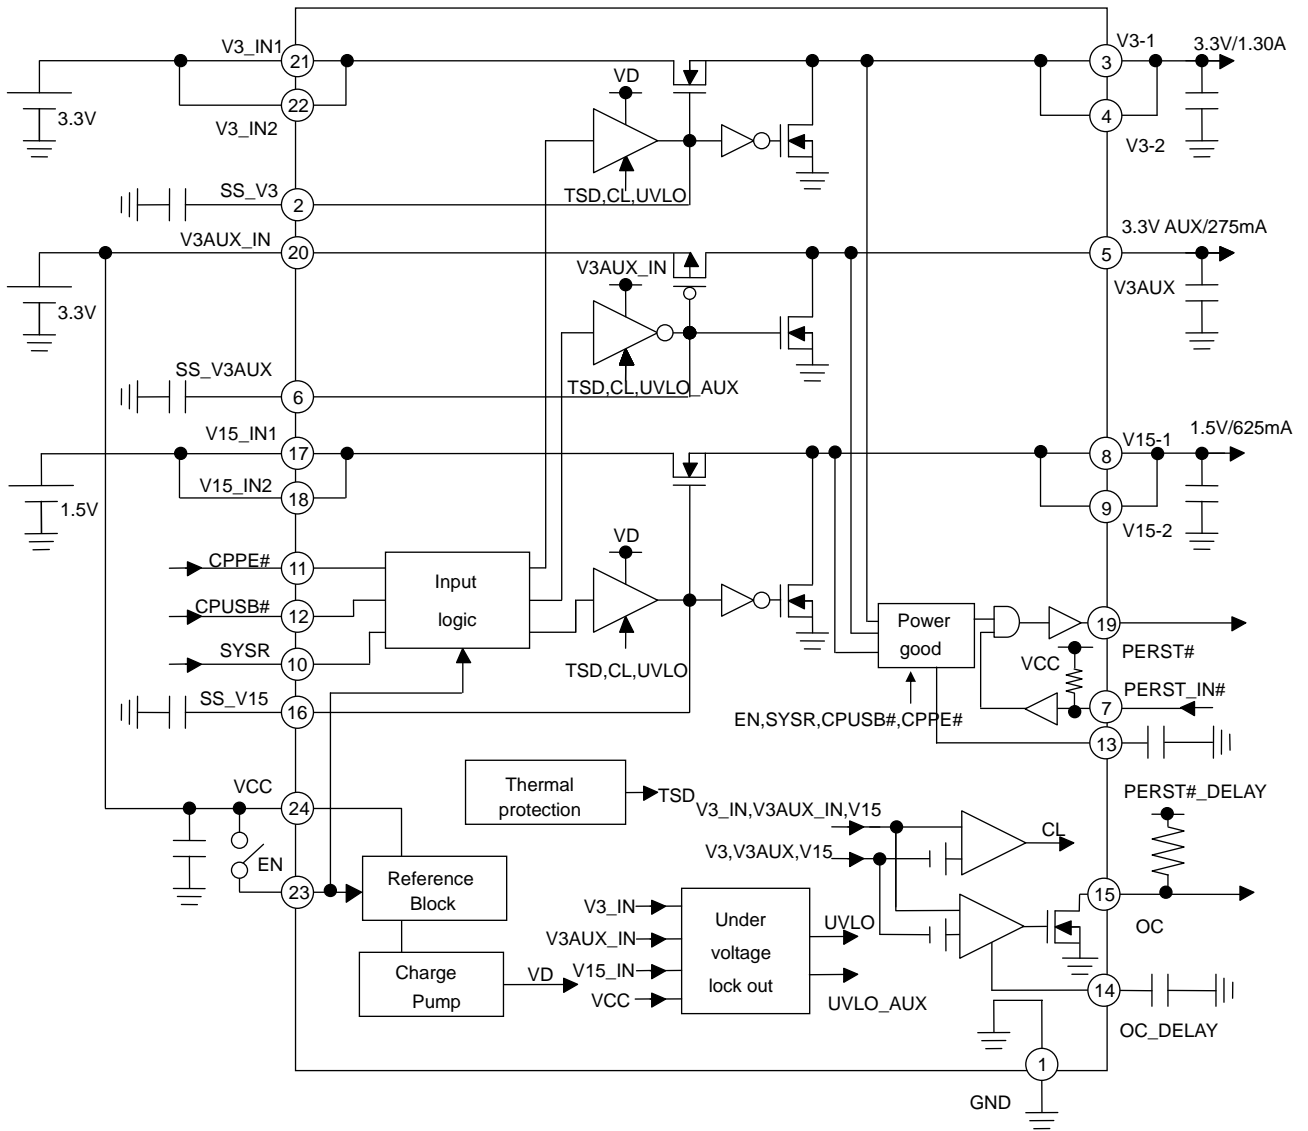 V3_IN1
21
V3-1
3
3.3V/1.30A
VD
22
3.3V
V3_IN2
4
V3-2
TSD,CL,UVLO
SS_V3
2
V3AUX_IN
20
3.3V AUX/275mA
5
V3AUX_IN
V3AUX
3.3V
SS_V3AUX
TSD,CL,UVLO_AUX
6
V15_IN1
17
V15-1
8
1.5V/625mA
V15_IN2
18
1.5V
9
V15-2
VD
CPPE#
11
Input
logic
CPUSB#
12
SYSR
10
TSD,CL,UVLO
Power
good
19
PERST#
VCC
SS_V15
16
EN,SYSR,CPUSB#,CPPE#
PERST_IN#
7
13
VCC
24
Thermal
protection
TSD
V3_IN,V3AUX_IN,V15
PERST#_DELAY
CL
V3,V3AUX,V15
EN
23
Reference
Block
15
OC
V3_IN
V3AUX_IN
V15_IN
VCC
Under
voltage
lock out
UVLO
UVLO_AUX
Charge
Pump
VD
14
OC_DELAY
1
GND